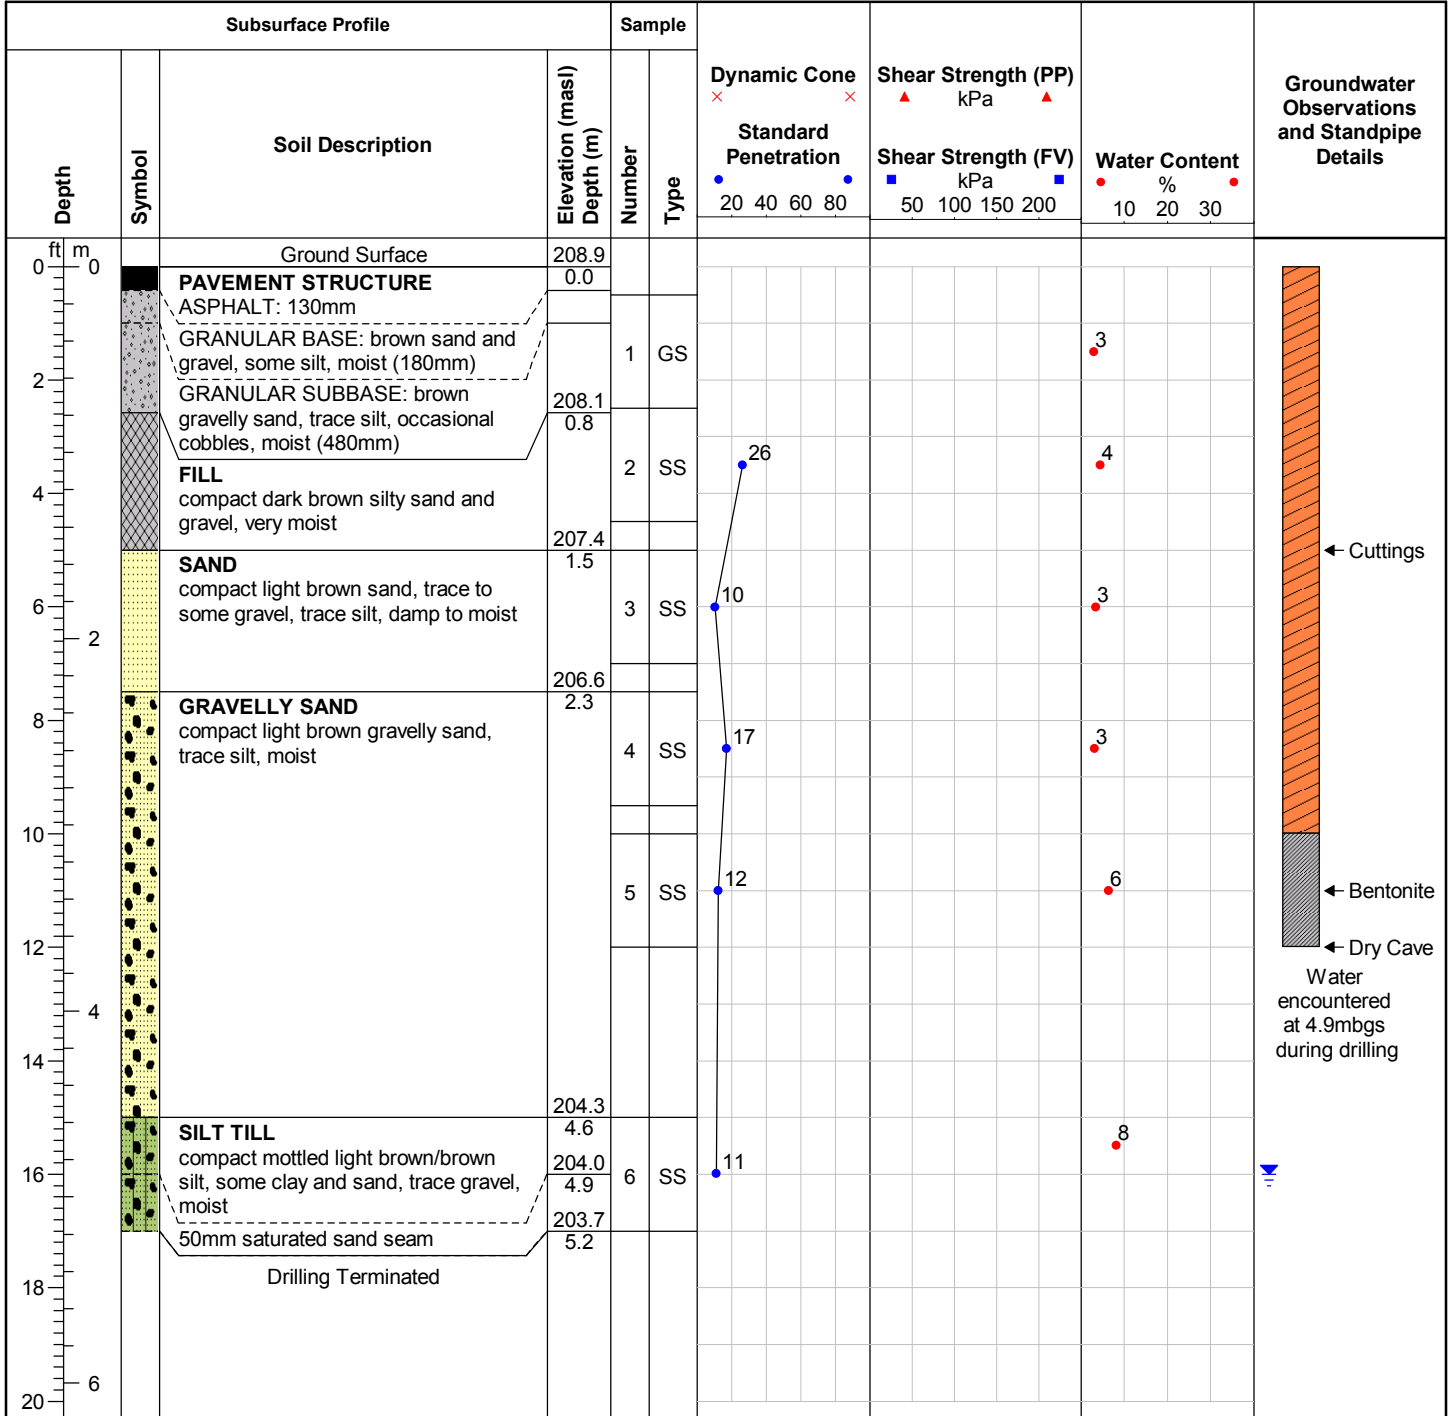 Subsurface Profile
Sample
Depth
Symbol
Soil Description
Elevation (masl)
Depth (m)
Number
Type
Dynamic Cone
Standard
Penetration
20 40 60 80
Shear Strength (PP)
kPa
Shear Strength (FV)
kPa
50 100 150 200
Water Content
%
10 20 30
Groundwater
Observations
and Standpipe
Details
ft m
0 0
2
4
6
2
8
10
12
4
14
16
18
6
20
Ground Surface
208.9
0.0
PAVEMENT STRUCTURE
ASPHALT: 130mm
GRANULAR BASE: brown sand and
gravel, some silt, moist (180mm)
GRANULAR SUBBASE: brown
gravelly sand, trace silt, occasional
cobbles, moist (480mm)
208.1
0.8
FILL
compact dark brown silty sand and
gravel, very moist
207.4
1.5
SAND
compact light brown sand, trace to
some gravel, trace silt, damp to moist
206.6
2.3
GRAVELLY SAND
compact light brown gravelly sand,
trace silt, moist
204.3
4.6
SILT TILL
compact mottled light brown/brown
silt, some clay and sand, trace gravel,
moist
204.0
4.9
50mm saturated sand seam
203.7
5.2
Drilling Terminated
1 GS
2 SS
3 SS
4 SS
5 SS
6 SS
26
10
17
12
11
3
4
3
3
6
8
Cuttings
Bentonite
Dry Cave
Water
encountered
at 4.9mbgs
during drilling